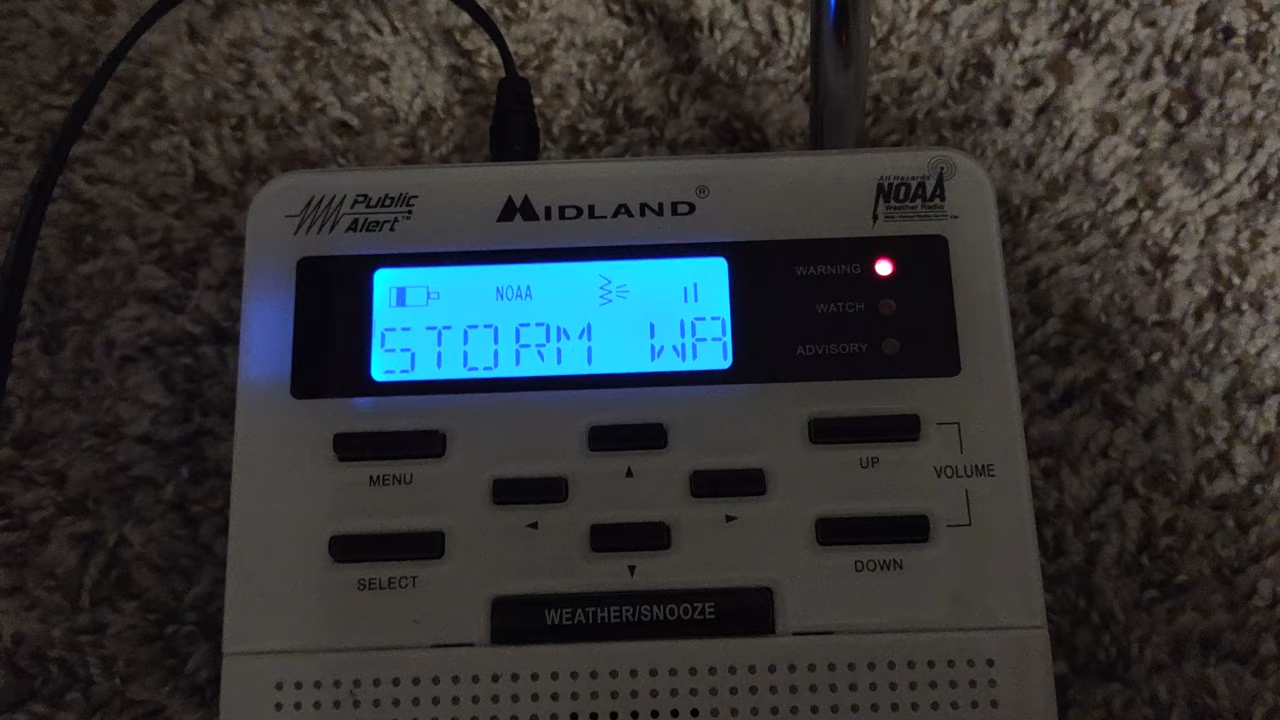 Public Alert™
MIDLAND®
All Hazards
NOAA
Weather Radio
NOAA
STORM WA
WARNING
WATCH
ADVISORY
MENU
UP
VOLUME
SELECT
DOWN
WEATHER/SNOOZE